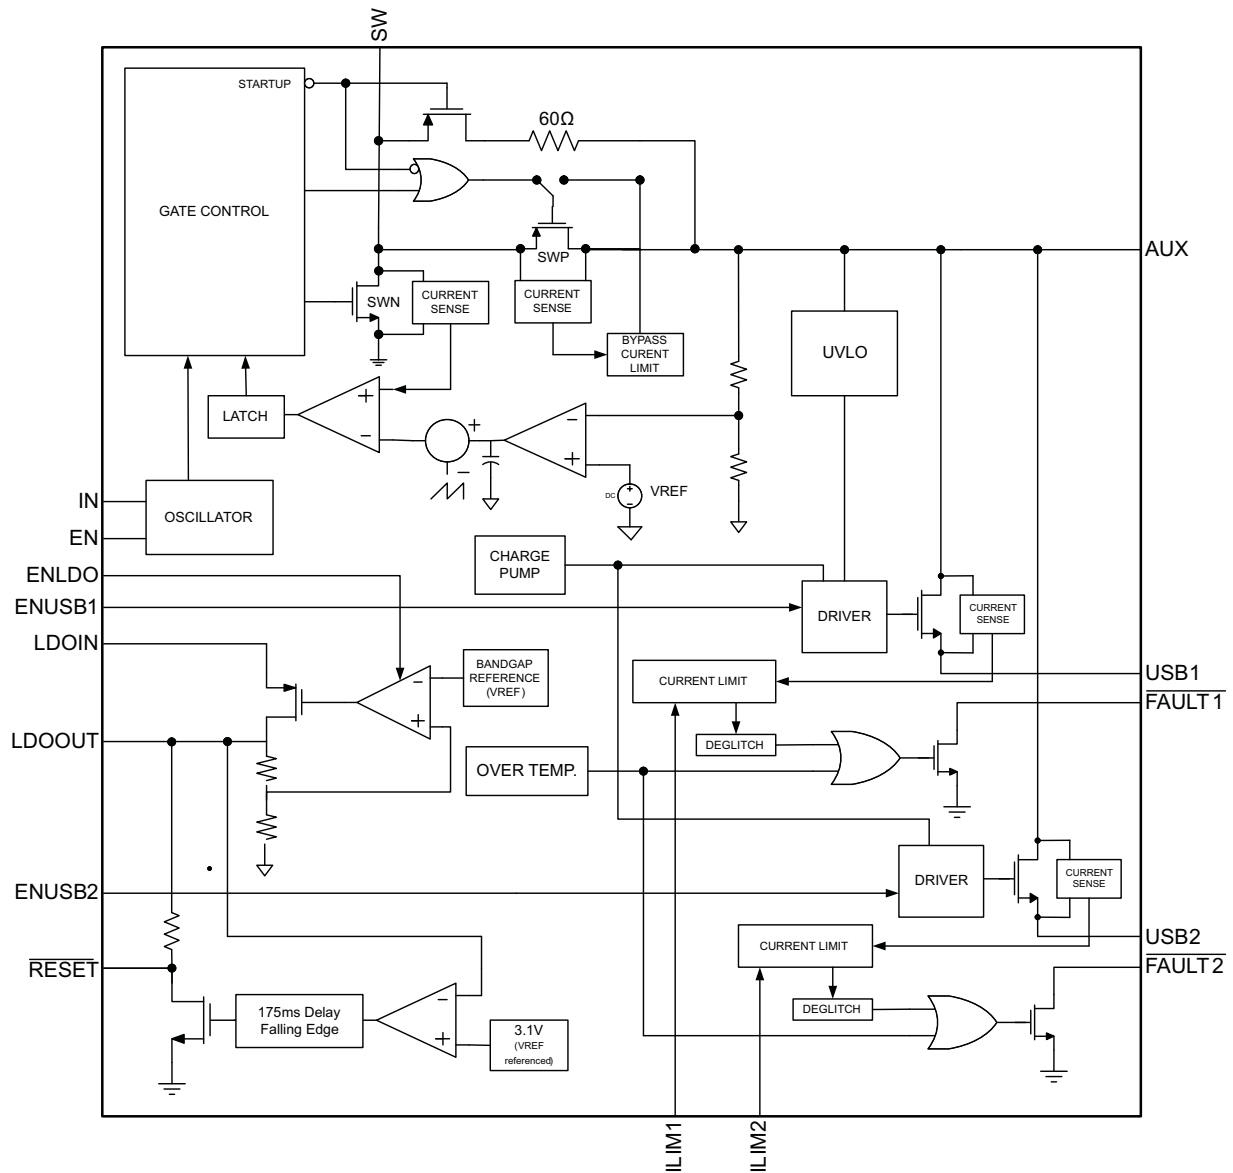 SW
STARTUP
60Ω
GATE CONTROL
SWP
AUX
SWN
CURRENT
SENSE
CURRENT
SENSE
BYPASS
CURENT
LIMIT
UVLO
LATCH
+
−
+
−
−
+
DC
+
−
VREF
IN
EN
OSCILLATOR
CHARGE
PUMP
ENLDO
ENUSB1
LDOIN
DRIVER
CURRENT
SENSE
BANDGAP
REFERENCE
(VREF)
−
+
CURRENT LIMIT
USB1
FAULT1
LDOOUT
DEGLITCH
OVER TEMP.
ENUSB2
DRIVER
CURRENT
SENSE
CURRENT LIMIT
USB2
FAULT2
RESET
DEGLITCH
175ms Delay
Falling Edge
−
+
3.1V
(VREF
referenced)
ILIM1
ILIM2